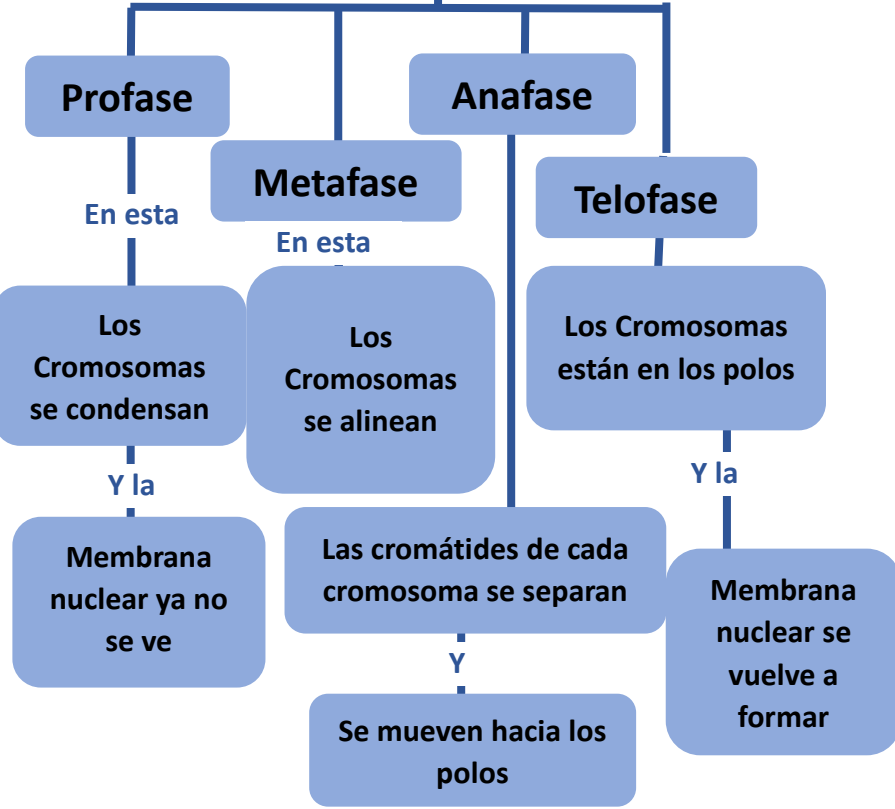 Profase
En esta
Los
Cromosomas
se condensan
Y la
Membrana
nuclear ya no
se ve
Metafase
En esta
Los
Cromosomas
se alinean
Anafase
Las cromátides de cada
cromosoma se separan
Y
Se mueven hacia los
polos
Telofase
Los Cromosomas
están en los polos
Y la
Membrana
nuclear se
vuelve a
formar